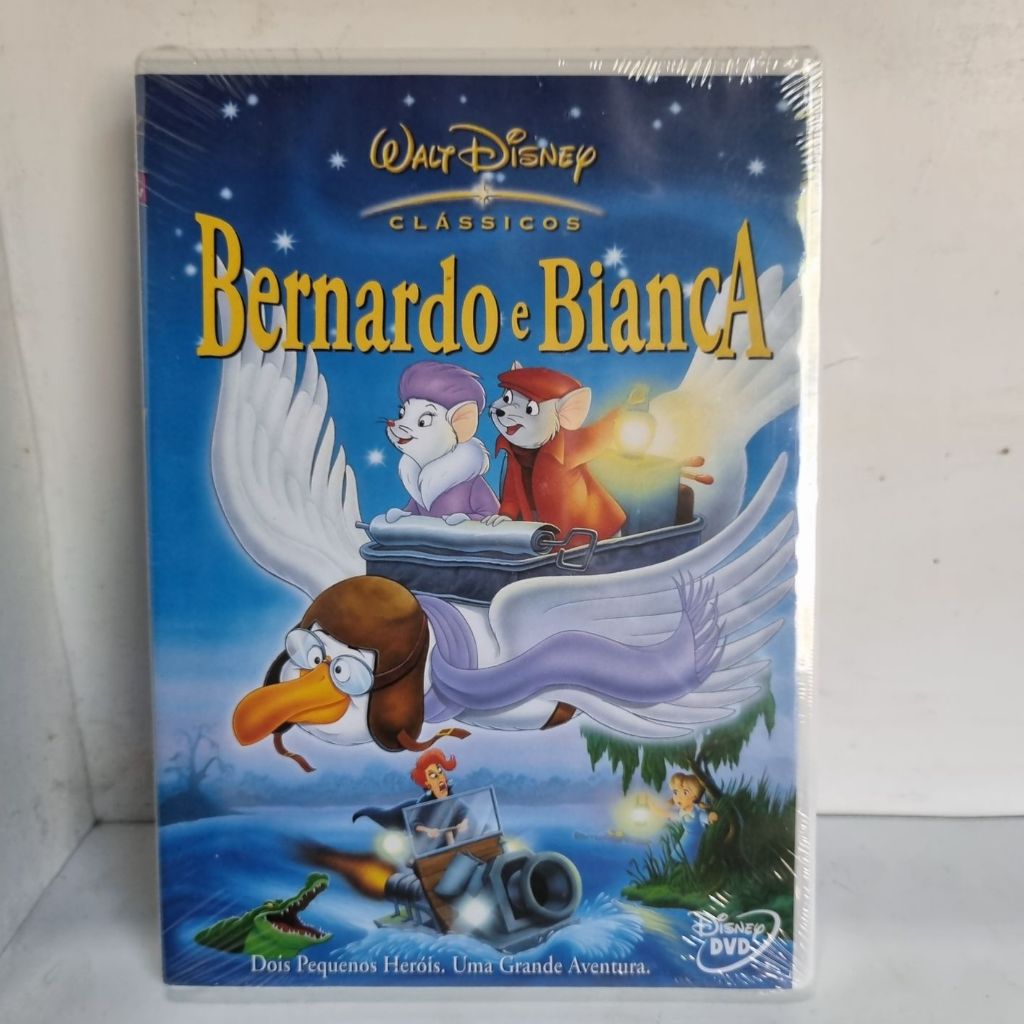 WALT DISNEY
CLÁSSICOS
Bernardo e BiancA
Dois Pequenos Heróis. Uma Grande Aventura.
DISNEY
DVD